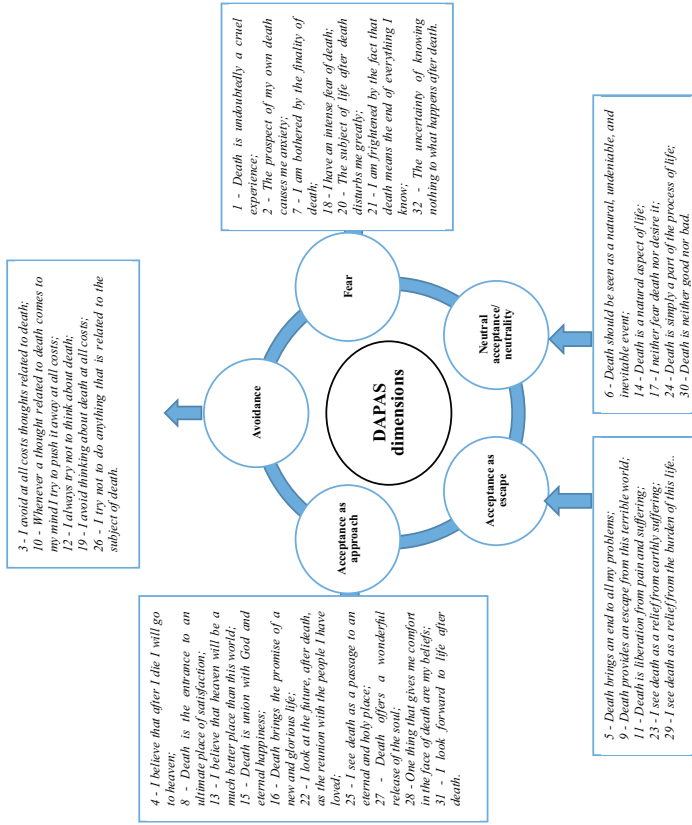 3 - I avoid at all costs thoughts related to death;
10 - Whenever a thought related to death comes to
my mind I try to push it away at all costs;
12 - I always try not to think about death;
19 - I avoid thinking about death at all costs;
26 - I try not to do anything that is related to the
subject of death.
1 - Death is undoubtedly a cruel
experience;
2 - The prospect of my own death
causes me anxiety;
7 - I am bothered by the finality of
death;
18 - I have an intense fear of death;
20 - The subject of life after death
disturbs me greatly;
21 - I am frightened by the fact that
death means the end of everything I
know;
32 - The uncertainty of knowing
nothing to what happens after death.
Avoidance
Fear
Acceptance as
approach
DAPAS
dimensions
Neutral
acceptance/
neutrality
Acceptance as
escape
4 - I believe that after I die I will go
to heaven;
8 - Death is the entrance to an
ultimate place of satisfaction;
13 - I believe that heaven will be a
much better place than this world;
15 - Death is union with God and
eternal happiness;
16 - Death brings the promise of a
new and glorious life;
22 - I look at the future, after death,
as the reunion with the people I have
loved;
25 - I see death as a passage to an
eternal and holy place;
27 - Death offers a wonderful
release of the soul;
28 - One thing that gives me comfort
in the face of death are my beliefs;
31 - I look forward to life after
death.
5 - Death brings an end to all my problems;
9 - Death provides an escape from this terrible world;
11 - Death is liberation from pain and suffering;
23 - I see death as a relief from earthly suffering;
29 - I see death as a relief from the burden of this life..
6 - Death should be seen as a natural, undeniable, and
inevitable event;
14 - Death is a natural aspect of life;
17 - I neither fear death nor desire it;
24 - Death is simply a part of the process of life;
30 - Death is neither good nor bad.